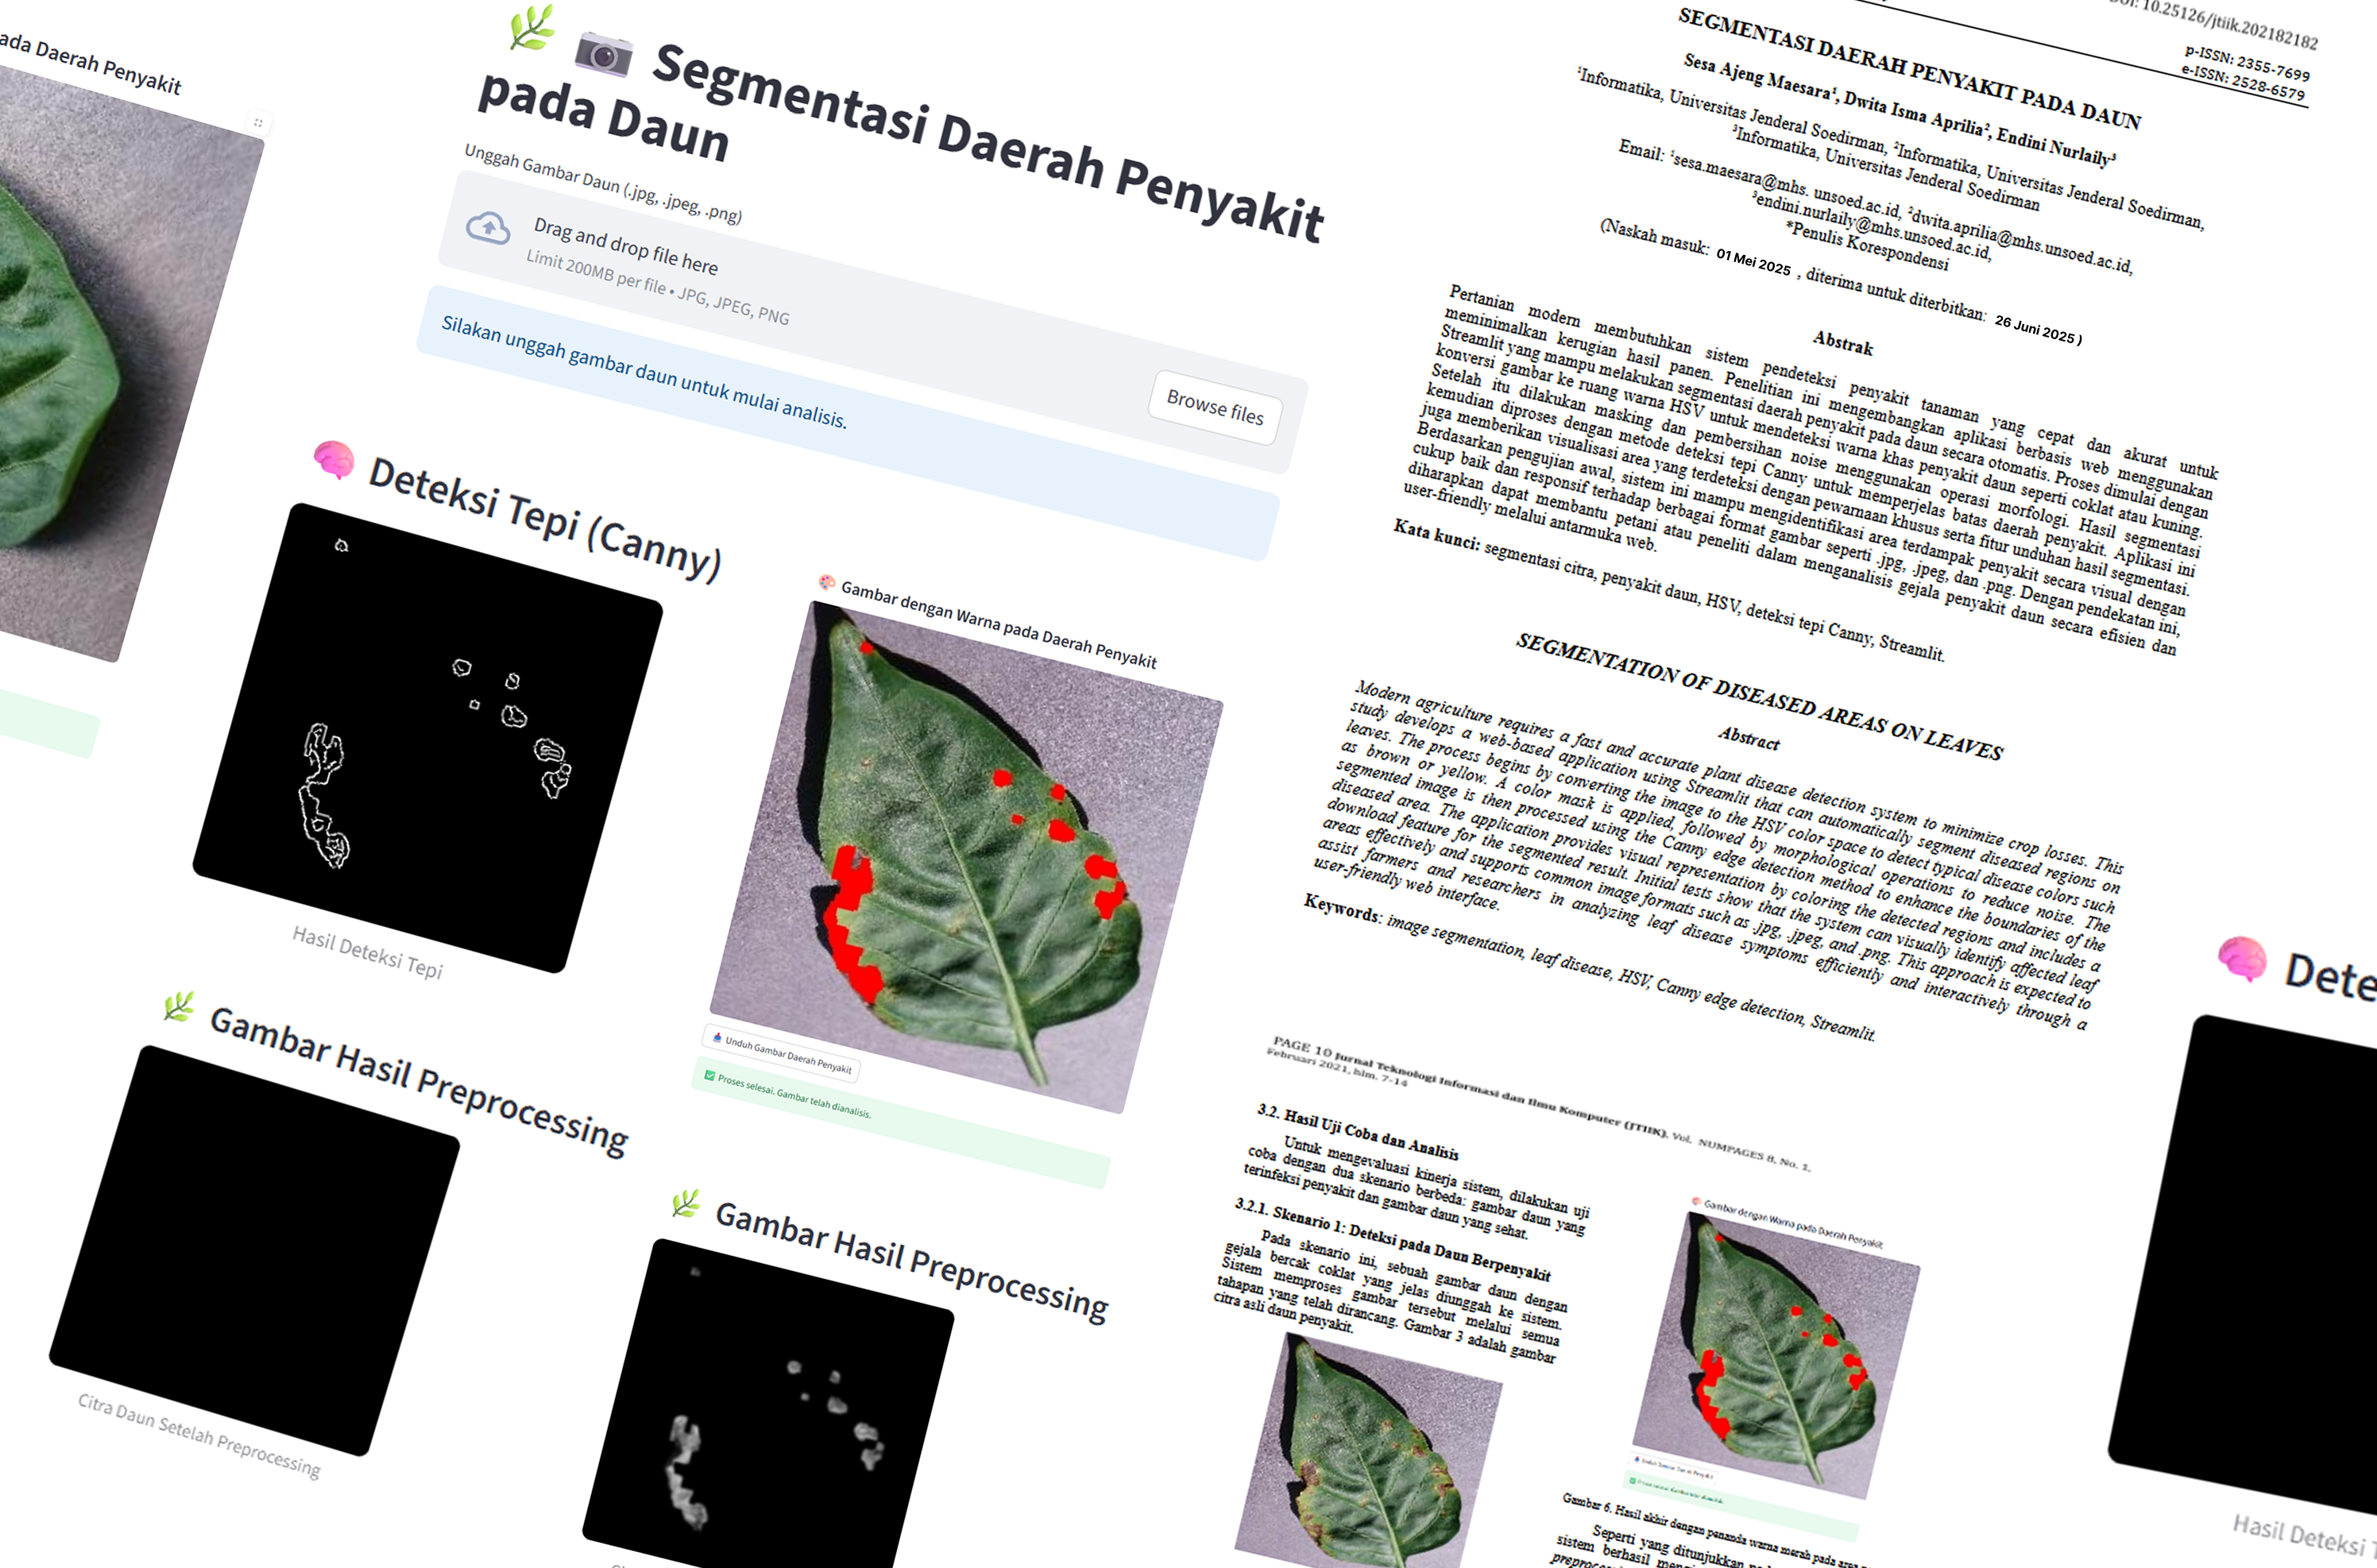 ada Daerah Penyakit
Segmentasi Daerah Penyakit
pada Daun
Unggah Gambar Daun (.jpg, .jpeg, .png)
Drag and drop file here
Limit 200MB per file • JPG, JPEG, PNG
Browse files
Silakan unggah gambar daun untuk mulai analisis.
Deteksi Tepi (Canny)
Hasil Deteksi Tepi
Gambar dengan Warna pada Daerah Penyakit
Unduh Gambar Daerah Penyakit
Proses selesai. Gambar telah dianalisis.
Gambar Hasil Preprocessing
Citra Daun Setelah Preprocessing
Gambar Hasil Preprocessing
DOI: 10.25126/jtiik.202182182
p-ISSN: 2355-7699
e-ISSN: 2528-6579
SEGMENTASI DAERAH PENYAKIT PADA DAUN
Sesa Ajeng Maesara¹, Dwita Isma Aprilia², Endini Nurlaily³
¹Informatika, Universitas Jenderal Soedirman, ²Informatika, Universitas Jenderal Soedirman,
³Informatika, Universitas Jenderal Soedirman
Email: ¹sesa.maesara@mhs. unsoed.ac.id, ²dwita.aprilia@mhs.unsoed.ac.id,
³endini.nurlaily@mhs.unsoed.ac.id,
*Penulis Korespondensi
(Naskah masuk: 01 Mei 2025 , diterima untuk diterbitkan: 26 Juni 2025 )
Abstrak
Pertanian modern membutuhkan sistem pendeteksi penyakit tanaman yang cepat dan akurat untuk
meminimalkan kerugian hasil panen. Penelitian ini mengembangkan aplikasi berbasis web menggunakan
Streamlit yang mampu melakukan segmentasi daerah penyakit pada daun secara otomatis. Proses dimulai dengan
konversi gambar ke ruang warna HSV untuk mendeteksi warna khas penyakit daun seperti coklat atau kuning.
Setelah itu dilakukan masking dan pembersihan noise menggunakan operasi morfologi. Hasil segmentasi
kemudian diproses dengan metode deteksi tepi Canny untuk memperjelas batas daerah penyakit. Aplikasi ini
juga memberikan visualisasi area yang terdeteksi dengan pewarnaan khusus serta fitur unduhan hasil segmentasi.
Berdasarkan pengujian awal, sistem ini mampu mengidentifikasi area terdampak penyakit secara visual dengan
cukup baik dan responsif terhadap berbagai format gambar seperti .jpg, .jpeg, dan .png. Dengan pendekatan ini,
diharapkan dapat membantu petani atau peneliti dalam menganalisis gejala penyakit daun secara efisien dan
user-friendly melalui antarmuka web.
Kata kunci: segmentasi citra, penyakit daun, HSV, deteksi tepi Canny, Streamlit.
SEGMENTATION OF DISEASED AREAS ON LEAVES
Abstract
Modern agriculture requires a fast and accurate plant disease detection system to minimize crop losses. This
study develops a web-based application using Streamlit that can automatically segment diseased regions on
leaves. The process begins by converting the image to the HSV color space to detect typical disease colors such
as brown or yellow. A color mask is applied, followed by morphological operations to reduce noise. The
segmented image is then processed using the Canny edge detection method to enhance the boundaries of the
diseased area. The application provides visual representation by coloring the detected regions and includes a
download feature for the segmented result. Initial tests show that the system can visually identify affected leaf
areas effectively and supports common image formats such as .jpg, .jpeg, and .png. This approach is expected to
assist farmers and researchers in analyzing leaf disease symptoms efficiently and interactively through a
user-friendly web interface.
Keywords: image segmentation, leaf disease, HSV, Canny edge detection, Streamlit.
PAGE 10 Jurnal Teknologi Informasi dan Ilmu Komputer (JTIIK), Vol. NUMPAGES 8, No. 1,
Februari 2021, hlm. 7-14
3.2. Hasil Uji Coba dan Analisis
Untuk mengevaluasi kinerja sistem, dilakukan uji
coba dengan dua skenario berbeda: gambar daun yang
terinfeksi penyakit dan gambar daun yang sehat.
3.2.1. Skenario 1: Deteksi pada Daun Berpenyakit
Pada skenario ini, sebuah gambar daun dengan
gejala bercak coklat yang jelas diunggah ke sistem.
Sistem memproses gambar tersebut melalui semua
tahapan yang telah dirancang. Gambar 3 adalah gambar
citra asli daun penyakit.
Gambar dengan Warna pada Daerah Penyakit
Gambar 6. Hasil akhir dengan penanda warna merah pada area
Seperti yang ditunjukkan
sistem berhasil
Dete
Hasil Deteksi